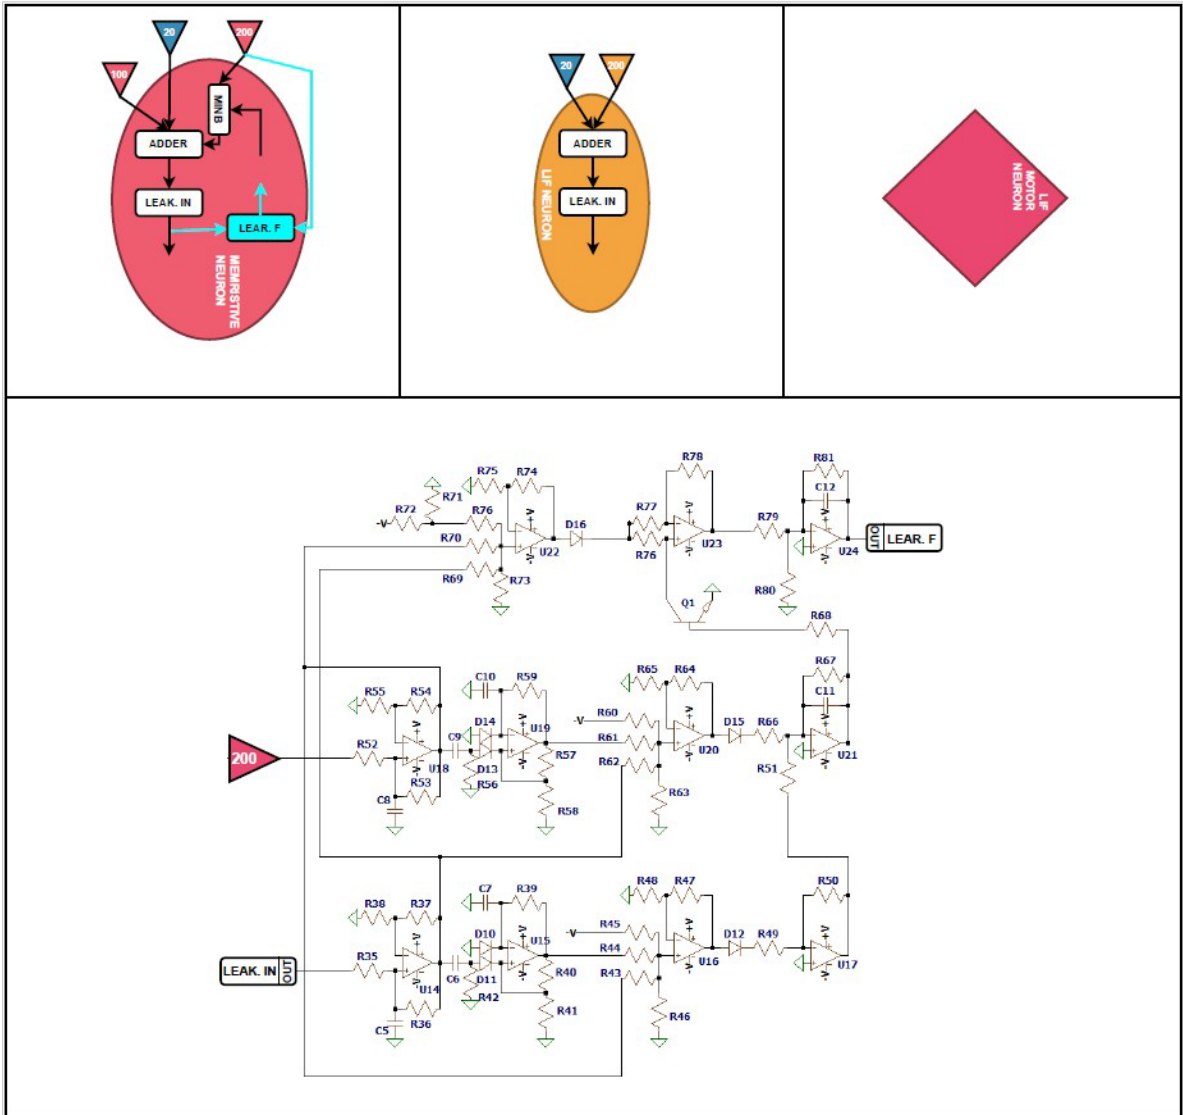 20
200
100
MINB
ADDER
LEAK. IN
LEAR. F
MEMRISTIVE
NEURON
20
200
ADDER
LEAK. IN
LIF NEURON
LIF
MOTOR
NEURON
R75 R74
R71
R72 R76
-V
V+
D16
U22
-V
R70
R69
R73
R78
R77
V+
R76
U23
-V
R81
C12
R79
V+
U24
-V
R80
OUT LEAR. F
Q1
R68
R55 R54
C10 R59
R65 R64
R67
C11
200
R52
V+
U18
-V
R53
C8
C9
D14
D13
R56
V+
U19
-V
R57
R58
-V
R60
R61
R62
R63
V+
U20
-V
D15 R66
V+
U21
-V
R51
R38 R37
C7 R39
R48 R47
R50
LEAK. IN OUT
R35
V+
U14
-V
R36
C5
C6
D10
D11
R42
V+
U15
-V
R40
R41
-V
R45
R44
R43
R46
V+
U16
-V
D12 R49
V+
U17
-V